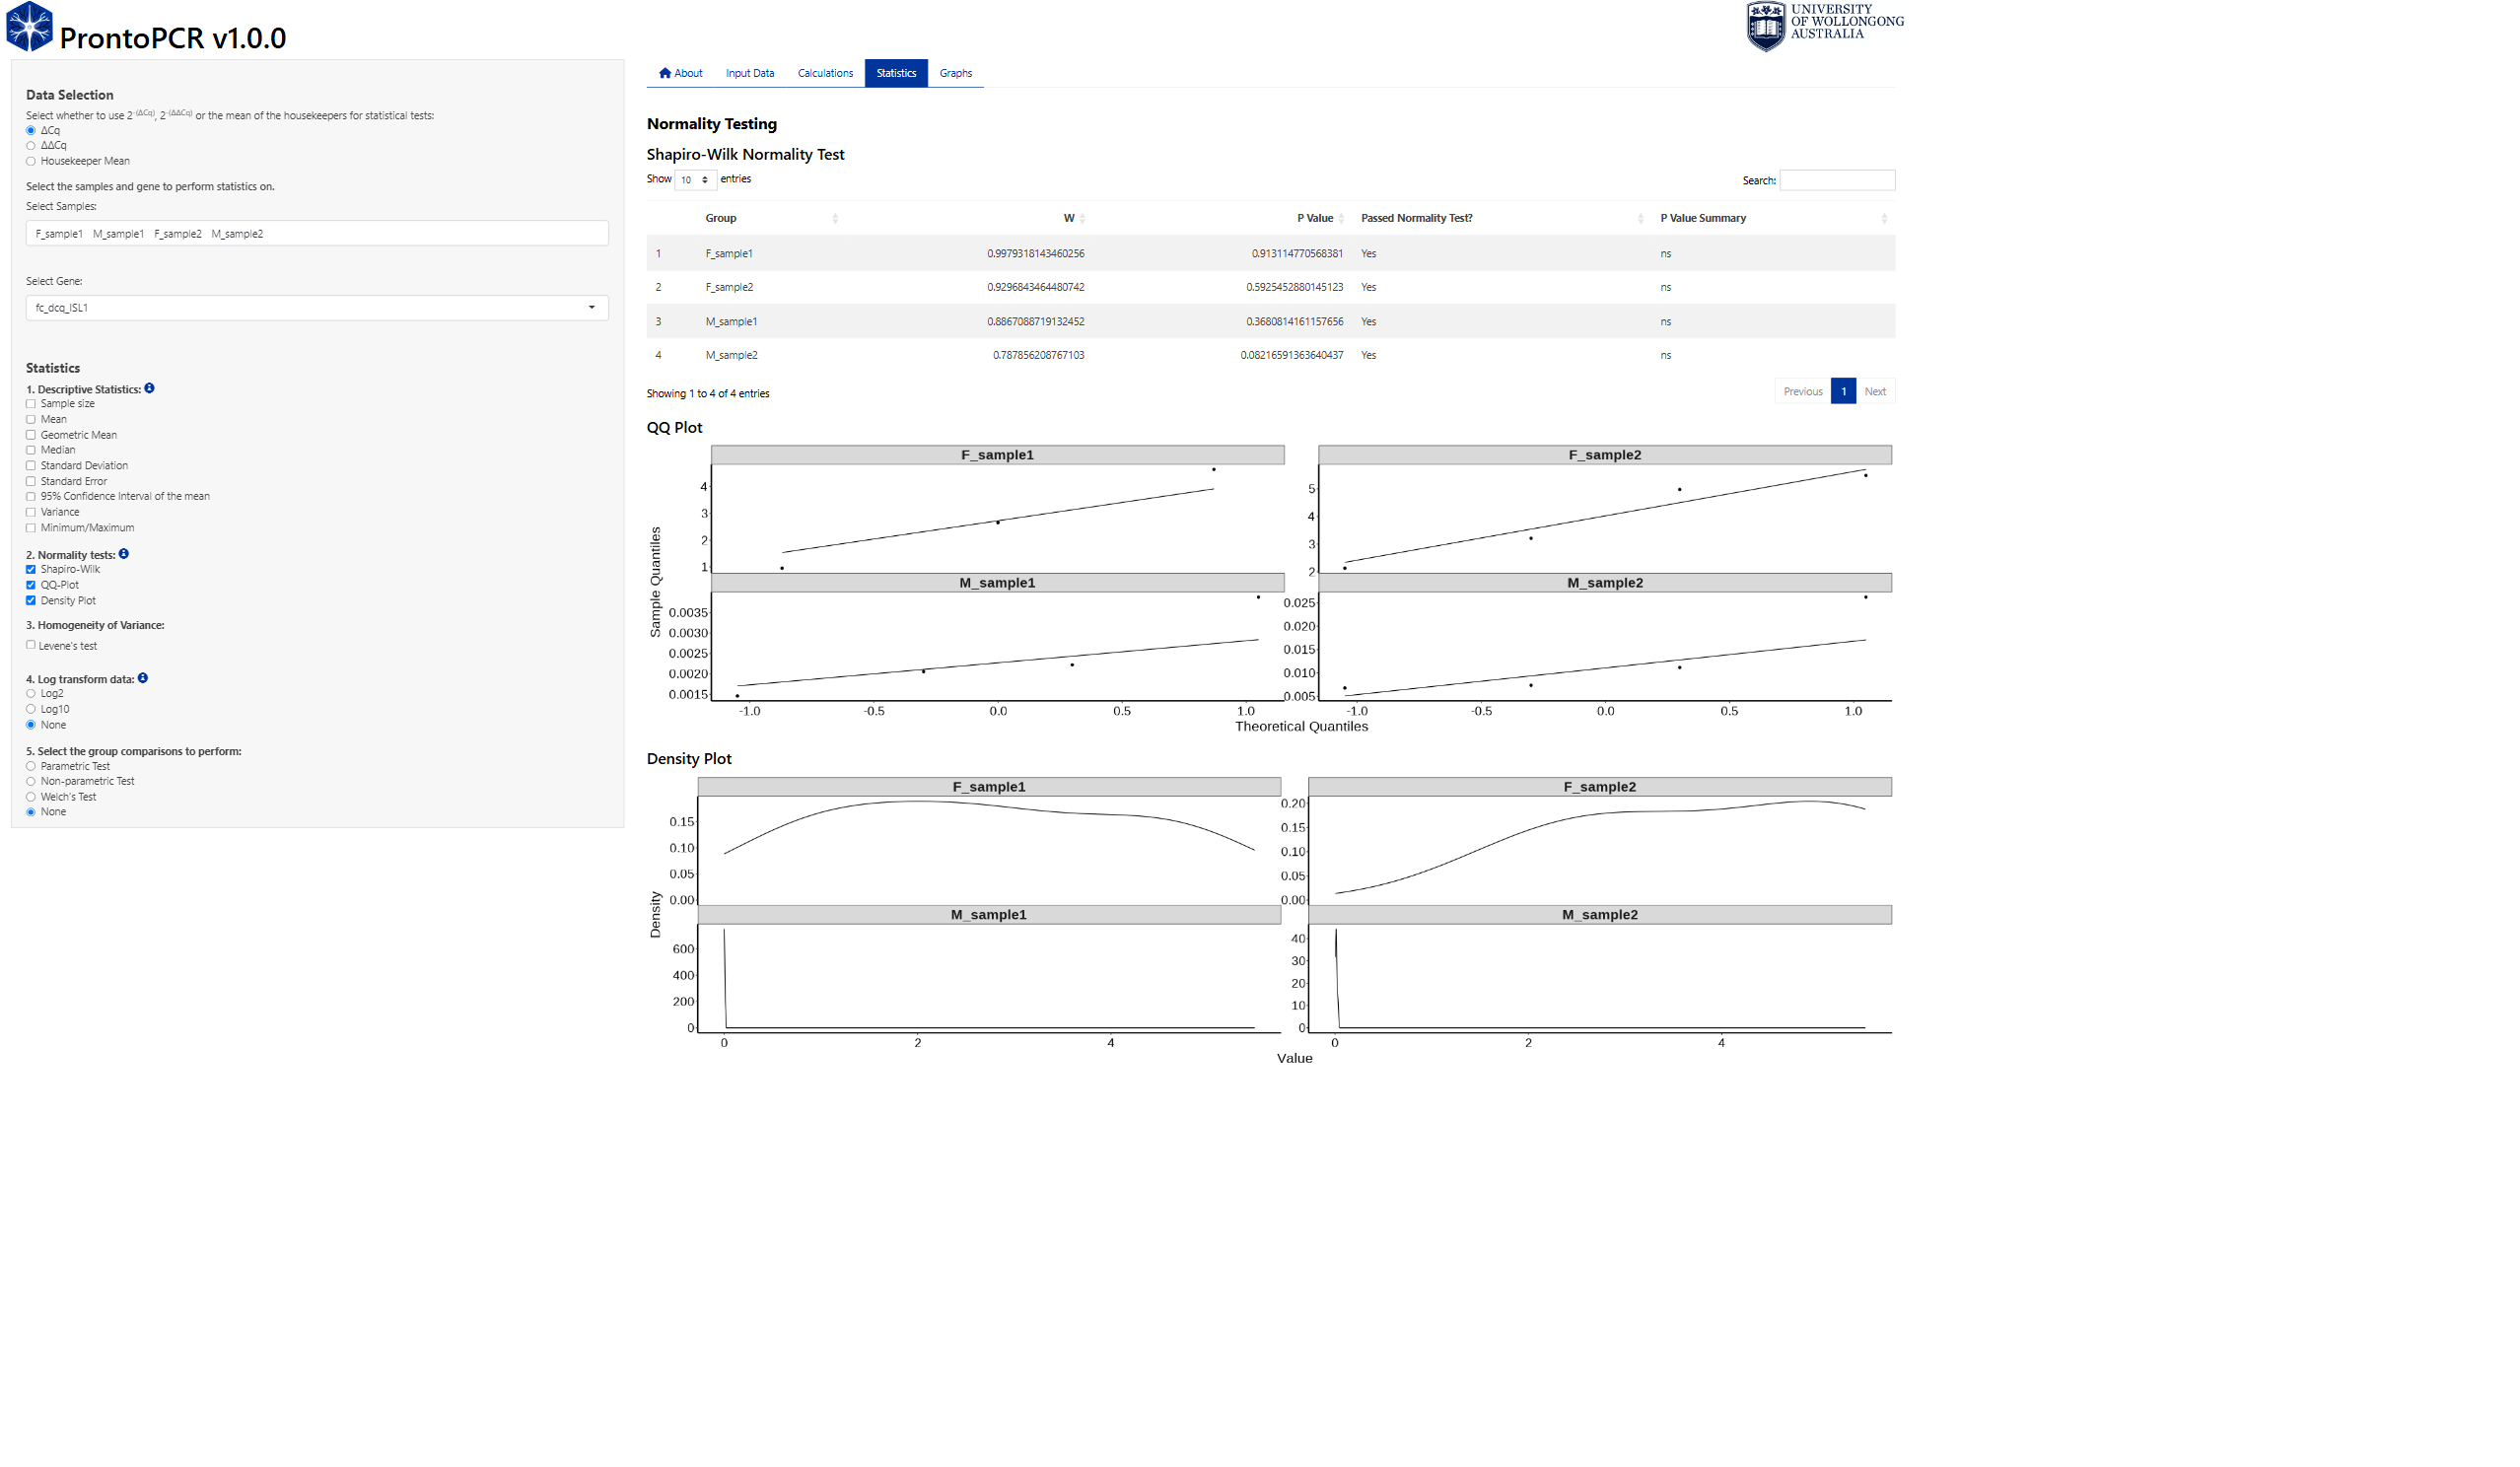 ProntoPCR v1.0.0
UNIVERSITY
OF WOLLONGONG
AUSTRALIA
Data Selection
Select whether to use 2-(ΔCq), 2-(ΔΔCq) or the mean of the housekeepers for statistical tests:
ΔCq
ΔΔCq
Housekeeper Mean
Select the samples and gene to perform statistics on.
Select Samples:
F_sample1 M_sample1 F_sample2 M_sample2
Select Gene:
fc_dcq_ISL1
Statistics
1. Descriptive Statistics:
Sample size
Mean
Geometric Mean
Median
Standard Deviation
Standard Error
95% Confidence Interval of the mean
Variance
Minimum/Maximum
2. Normality tests:
Shapiro-Wilk
QQ-Plot
Density Plot
3. Homogeneity of Variance:
Levene's test
4. Log transform data:
Log2
Log10
None
5. Select the group comparisons to perform:
Parametric Test
Non-parametric Test
Welch's Test
None
About Input Data Calculations Statistics Graphs
Normality Testing
Shapiro-Wilk Normality Test
Show 10 entries Search:
Group W P Value Passed Normality Test? P Value Summary
1 F_sample1 0.9979318143460256 0.913114770568381 Yes ns
2 F_sample2 0.9296843464480742 0.5925452880145123 Yes ns
3 M_sample1 0.8867088719132452 0.3680814161157656 Yes ns
4 M_sample2 0.787856208767103 0.08216591363640437 Yes ns
Showing 1 to 4 of 4 entries Previous 1 Next
QQ Plot
F_sample1 F_sample2
4 3 2 1
5 4 3 2
M_sample1 M_sample2
0.0035 0.0030 0.0025 0.0020 0.0015
0.025 0.020 0.015 0.010 0.005
Sample Quantiles
-1.0 -0.5 0.0 0.5 1.0 -1.0 -0.5 0.0 0.5 1.0
Theoretical Quantiles
Density Plot
F_sample1 F_sample2
0.15 0.10 0.05 0.00
0.20 0.15 0.10 0.05 0.00
M_sample1 M_sample2
600 400 200 0
40 30 20 10 0
Density
0 2 4 0 2 4
Value